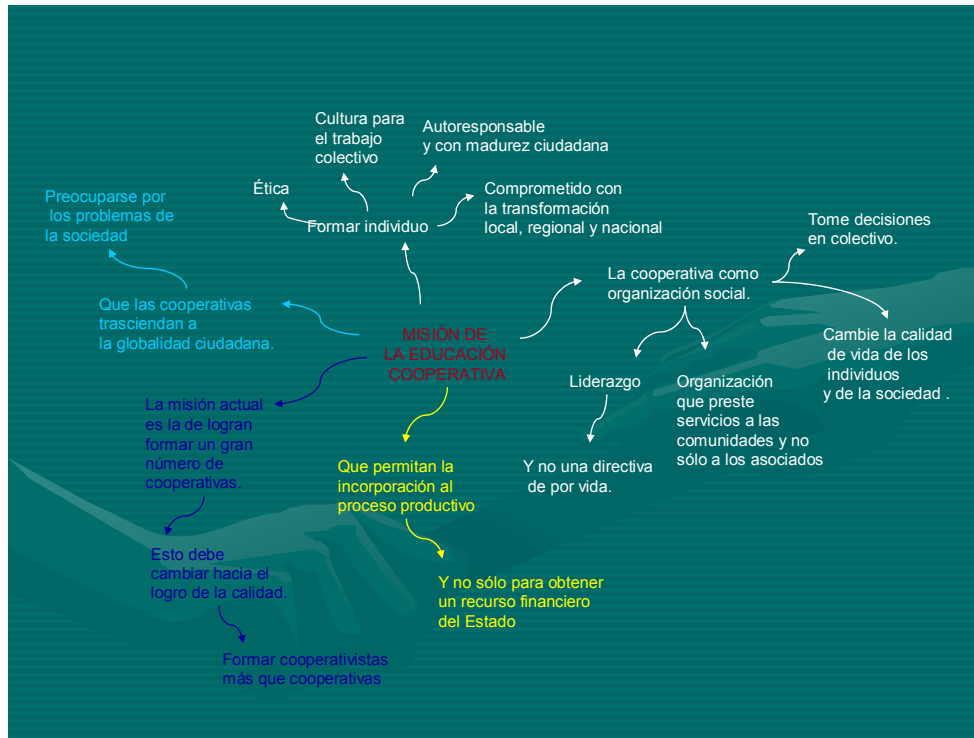 Cultura para
el trabajo
colectivo
Autoresponsable
y con madurez ciudadana
Ética
Formar individuo
Comprometido con
la transformación
local, regional y nacional
Preocuparse por
los problemas de
la sociedad
Tome decisiones
en colectivo.
La cooperativa como
organización social.
Que las cooperativas
trasciendan a
la globalidad ciudadana.
MISIÓN DE
LA EDUCACIÓN
COOPERATIVA
Cambie la calidad
de vida de los
individuos
y de la sociedad .
Liderazgo
Organización
que preste
servicios a las
comunidades y no
sólo a los asociados
La misión actual
es la de logran
formar un gran
número de
cooperativas.
Que permitan la
incorporación al
proceso productivo
Y no una directiva
de por vida.
Esto debe
cambiar hacia el
logro de la calidad.
Y no sólo para obtener
un recurso financiero
del Estado
Formar cooperativistas
más que cooperativas